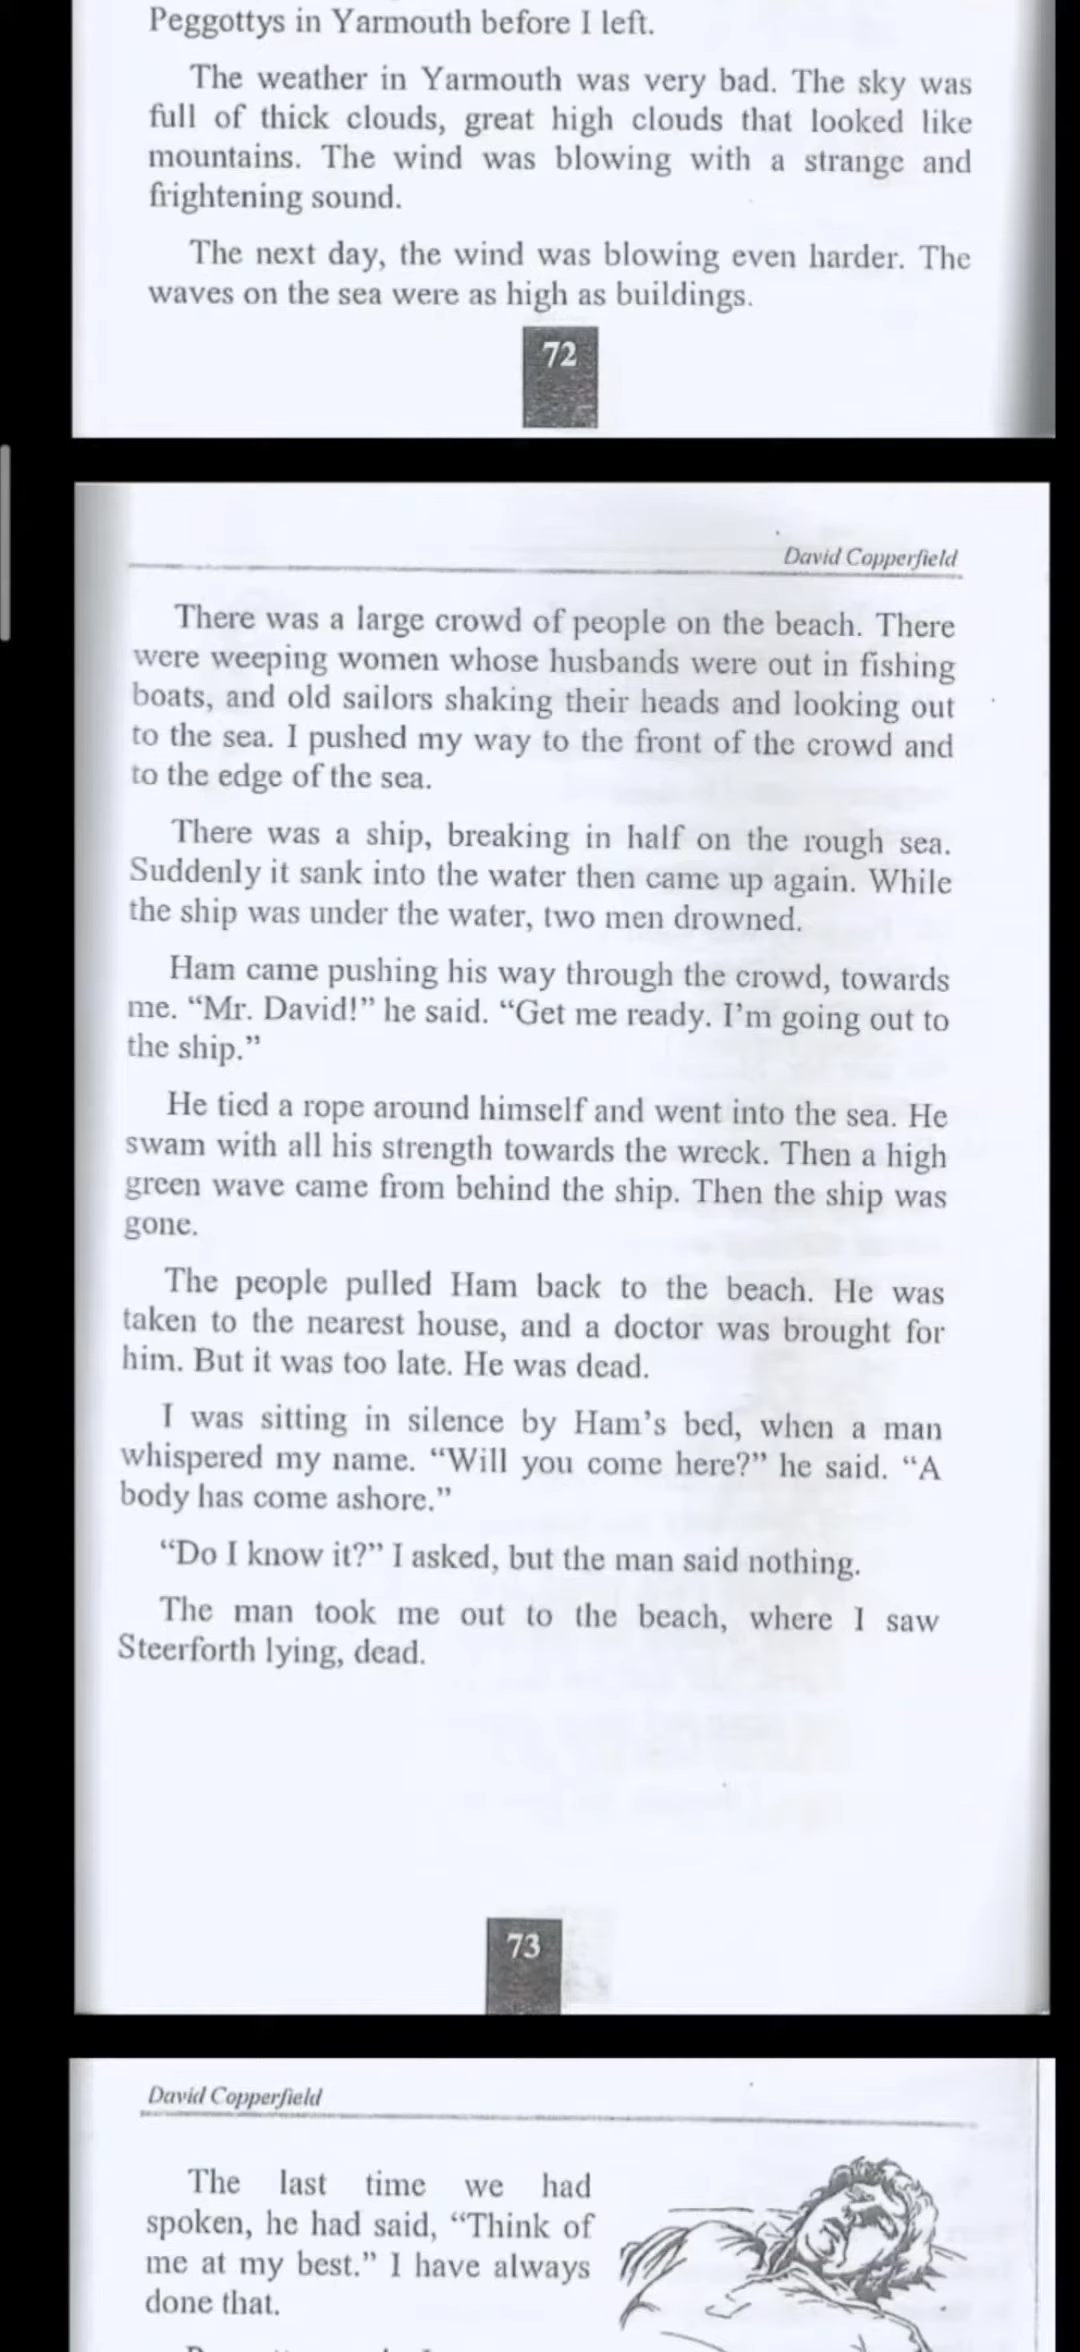 Peggottys in Yarmouth before I left.
The weather in Yarmouth was very bad. The sky was
full of thick clouds, great high clouds that looked like
mountains. The wind was blowing with a strange and
frightening sound.
The next day, the wind was blowing even harder. The
waves on the sea were as high as buildings.
72
David Copperfield
There was a large crowd of people on the beach. There
were weeping women whose husbands were out in fishing
boats, and old sailors shaking their heads and looking out
to the sea. I pushed my way to the front of the crowd and
to the edge of the sea.
There was a ship, breaking in half on the rough sea.
Suddenly it sank into the water then came up again. While
the ship was under the water, two men drowned.
Ham came pushing his way through the crowd, towards
me. “Mr. David!” he said. “Get me ready. I’m going out to
the ship.”
He tied a rope around himself and went into the sea. He
swam with all his strength towards the wreck. Then a high
green wave came from behind the ship. Then the ship was
gone.
The people pulled Ham back to the beach. He was
taken to the nearest house, and a doctor was brought for
him. But it was too late. He was dead.
I was sitting in silence by Ham’s bed, when a man
whispered my name. “Will you come here?” he said. “A
body has come ashore.”
“Do I know it?” I asked, but the man said nothing.
The man took me out to the beach, where I saw
Steerforth lying, dead.
73
David Copperfield
The last time we had
spoken, he had said, “Think of
me at my best.” I have always
done that.